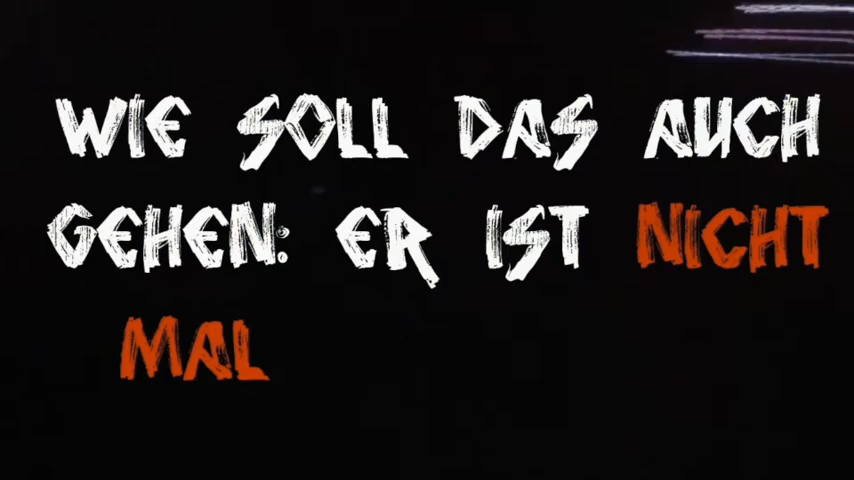 WIE SOLL DAS AUCH
GEHEN: ER IST NICHT
MAL